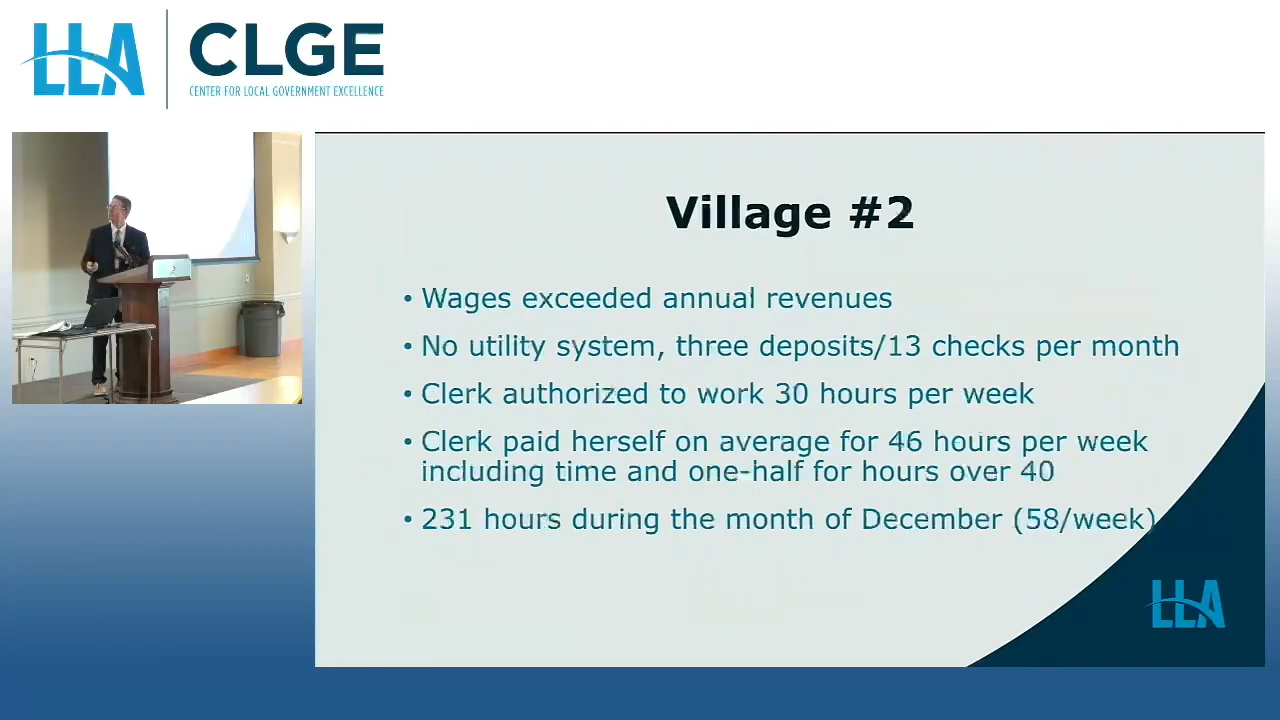 LLA
CLGE
CENTER FOR LOCAL GOVERNMENT EXCELLENCE
Village #2
• Wages exceeded annual revenues
• No utility system, three deposits/13 checks per month
• Clerk authorized to work 30 hours per week
• Clerk paid herself on average for 46 hours per week
including time and one-half for hours over 40
• 231 hours during the month of December (58/week)
LLA